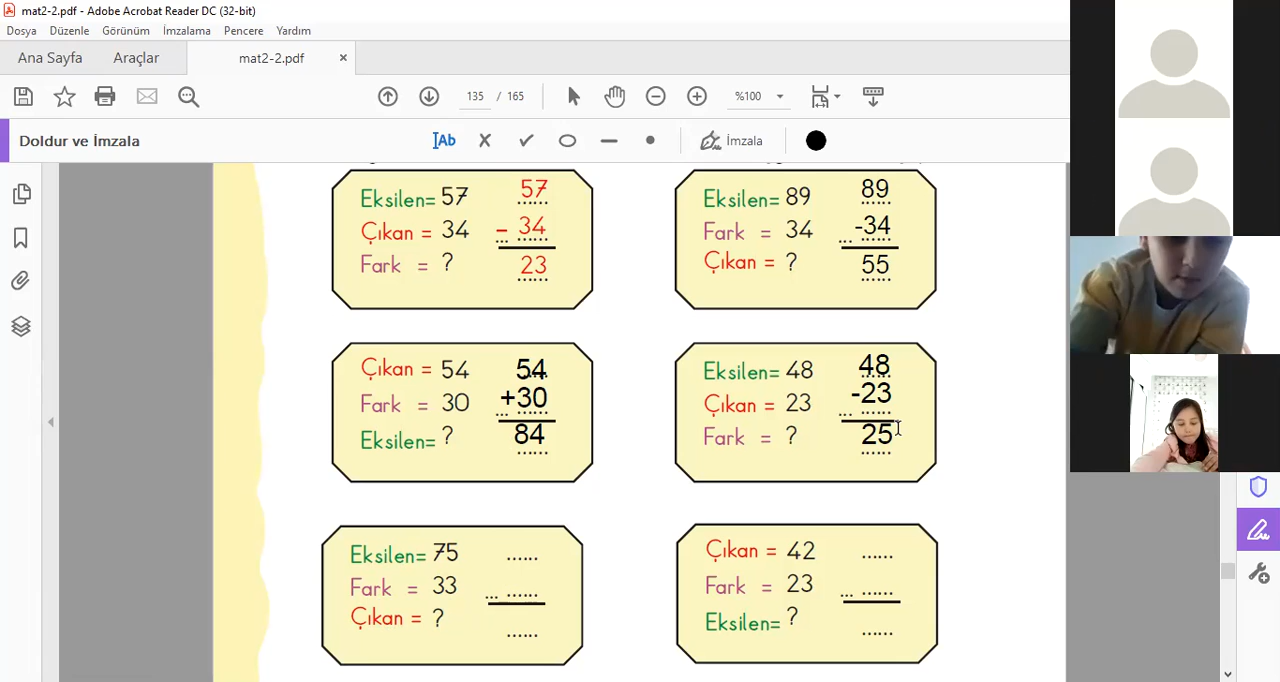 mat2-2.pdf - Adobe Acrobat Reader DC (32-bit)
Dosya Düzenle Görünüm İmzalama Pencere Yardım
Ana Sayfa Araçlar mat2-2.pdf ×
135 / 165 %100
Doldur ve İmzala IAb İmzala
Eksilen= 57 57
Çıkan = 34 - 34
Fark = ? 23
Eksilen= 89 89
Fark = 34 -34
Çıkan = ? 55
Çıkan = 54 54
Fark = 30 +30
Eksilen= ? 84
Eksilen= 48 48
Çıkan = 23 -23
Fark = ? 25
Eksilen= 75 ......
Fark = 33 ... ......
Çıkan = ? ......
Çıkan = 42 ......
Fark = 23 ... ......
Eksilen= ? ......